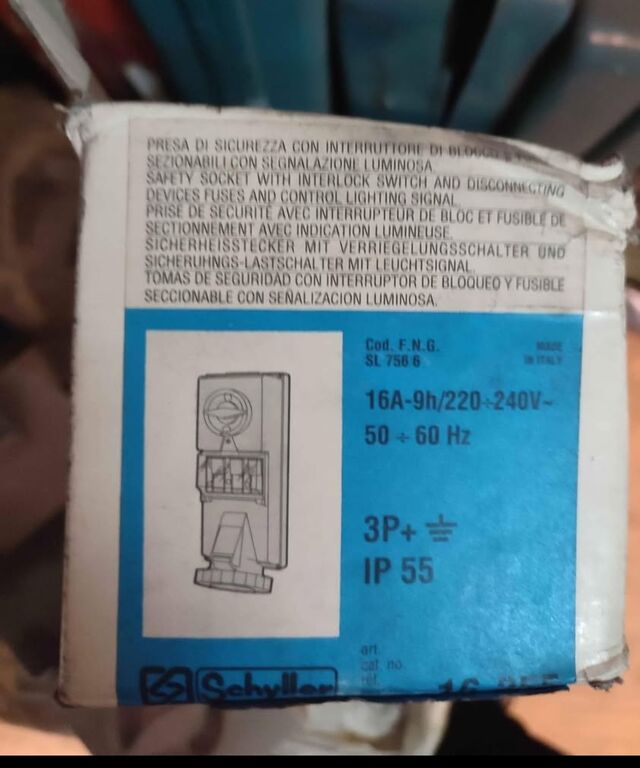 PRESA DI SICUREZZA CON INTERRUTTORE DI BLOCCO E
SEZIONABILI CON SEGNALAZIONE LUMINOSA
SAFETY SOCKET WITH INTERLOCK SWITCH AND DISCONNECTING
DEVICES FUSES AND CONTROL LIGHTING SIGNAL
PRISE DE SECURITÉ AVEC INTERRUPTEUR DE BLOC ET FUSIBLE DE
SECTIONNEMENT AVEC INDICATION LUMINEUSE.
SICHERHEISSTECKER MIT VERRIEGELUNGSSCHALTER UND
SICHERUHNGS-LASTSCHALTER MIT LEUCHTSIGNAL.
TOMAS DE SEGURIDAD CON INTERRUPTOR DE BLOQUEO Y FUSIBLE
SECCIONABLE CON SEÑALIZACION LUMINOSA.
Cod. F.N.G. MADE
SL 756 6 IN ITALY
16A-9h/220÷240V~
50 ÷ 60 Hz
3P+
IP 55
art.
cat. no.
ref.
Schyller